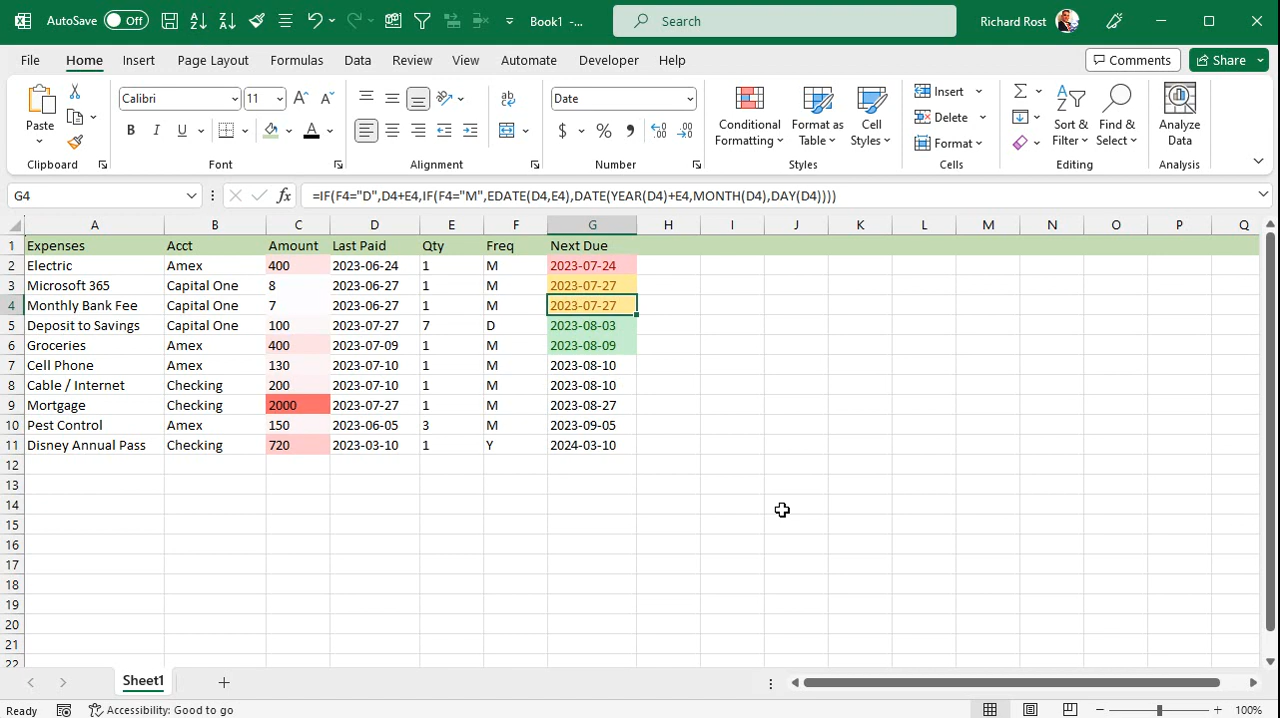 AutoSave Off Book1 -... Search Richard Rost
File Home Insert Page Layout Formulas Data Review View Automate Developer Help Comments Share
Paste Calibri 11 A A ab Date Conditional Formatting Format as Table Cell Styles Insert Delete Format Sort & Filter Find & Select Analyze Data
B I U A $ % 9
Clipboard Font Alignment Number Styles Cells Editing Analysis
G4 fx =IF(F4="D",D4+E4,IF(F4="M",EDATE(D4,E4),DATE(YEAR(D4)+E4,MONTH(D4),DAY(D4))))
A B C D E F G H I J K L M N O P Q
1 Expenses Acct Amount Last Paid Qty Freq Next Due
2 Electric Amex 400 2023-06-24 1 M 2023-07-24
3 Microsoft 365 Capital One 8 2023-06-27 1 M 2023-07-27
4 Monthly Bank Fee Capital One 7 2023-06-27 1 M 2023-07-27
5 Deposit to Savings Capital One 100 2023-07-27 7 D 2023-08-03
6 Groceries Amex 400 2023-07-09 1 M 2023-08-09
7 Cell Phone Amex 130 2023-07-10 1 M 2023-08-10
8 Cable / Internet Checking 200 2023-07-10 1 M 2023-08-10
9 Mortgage Checking 2000 2023-07-27 1 M 2023-08-27
10 Pest Control Amex 150 2023-06-05 3 M 2023-09-05
11 Disney Annual Pass Checking 720 2023-03-10 1 Y 2024-03-10
12
13
14
15
16
17
18
19
20
21
22
Sheet1
Ready Accessibility: Good to go 100%